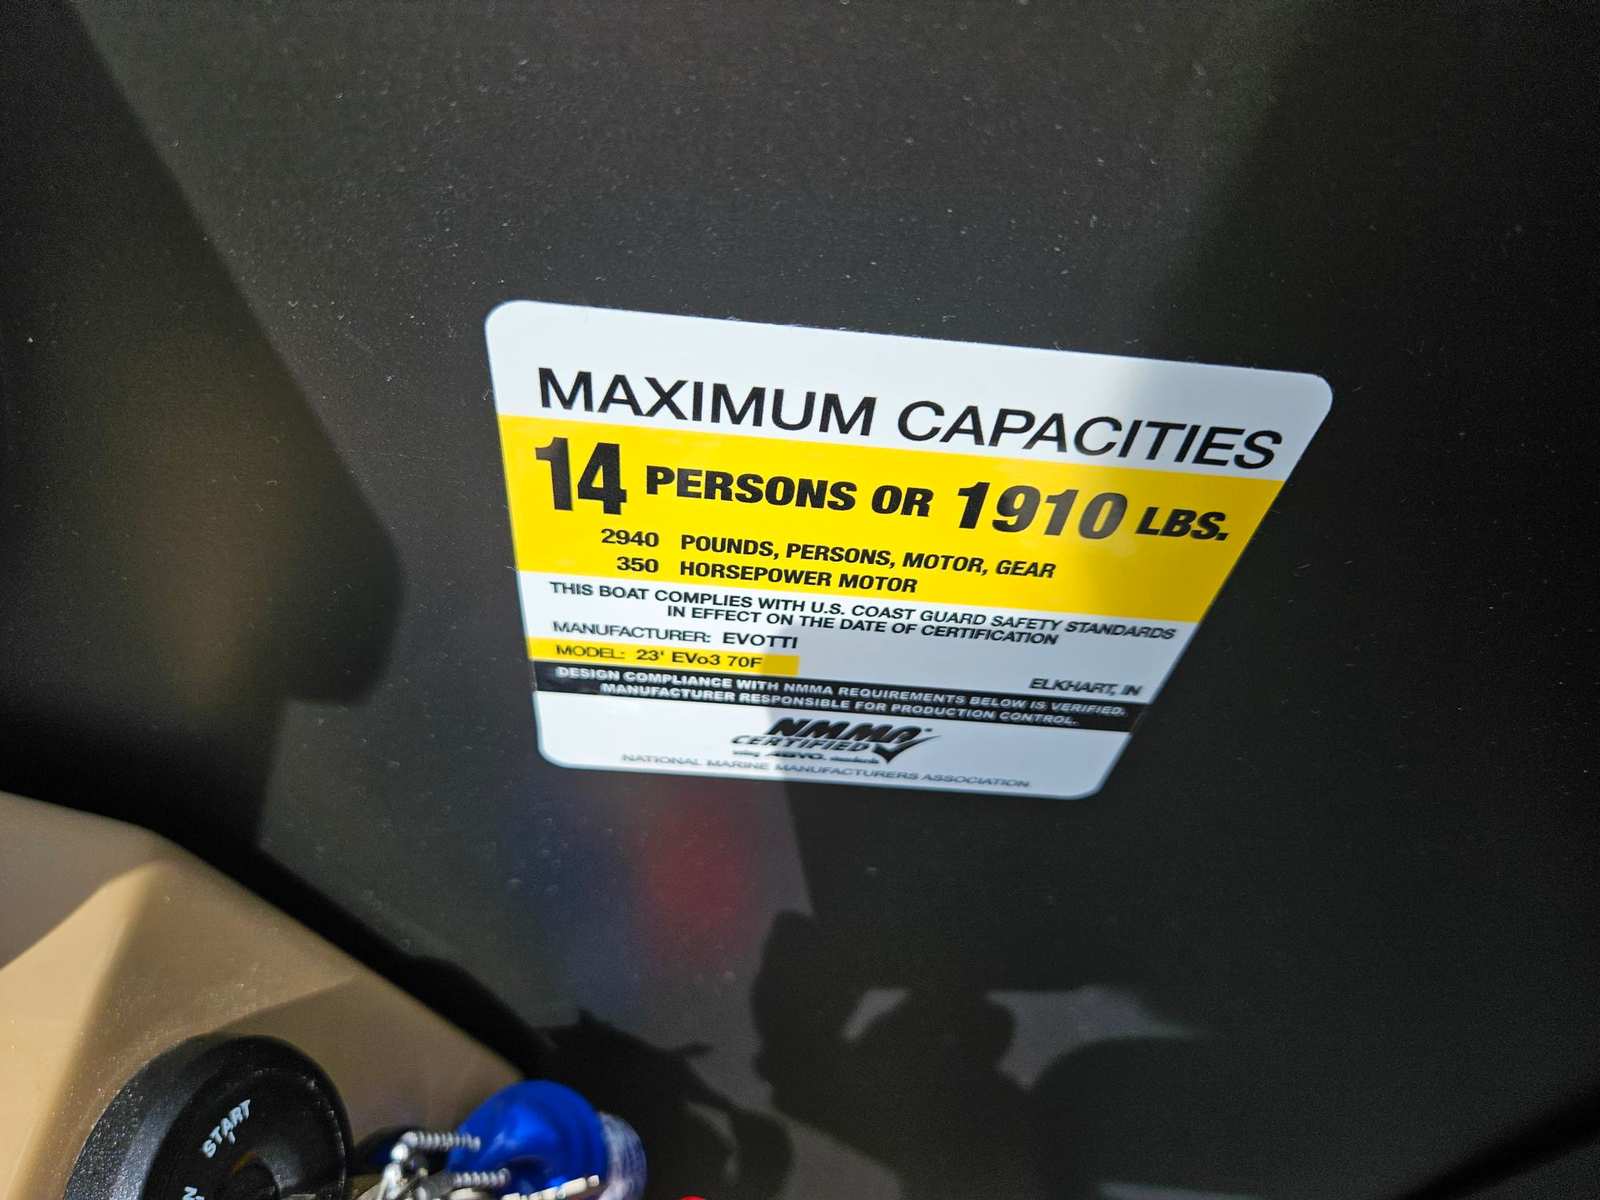 MAXIMUM CAPACITIES
14 PERSONS OR 1910 LBS.
2940 POUNDS, PERSONS, MOTOR, GEAR
350 HORSEPOWER MOTOR
THIS BOAT COMPLIES WITH U.S. COAST GUARD SAFETY STANDARDS
IN EFFECT ON THE DATE OF CERTIFICATION
MANUFACTURER: EVOTTI
MODEL: 23' EVo3 70F
ELKHART, IN
DESIGN COMPLIANCE WITH NMMA REQUIREMENTS BELOW IS VERIFIED.
MANUFACTURER RESPONSIBLE FOR PRODUCTION CONTROL.
NMMA
CERTIFIED
using ABYC. standards
NATIONAL MARINE MANUFACTURERS ASSOCIATION
START